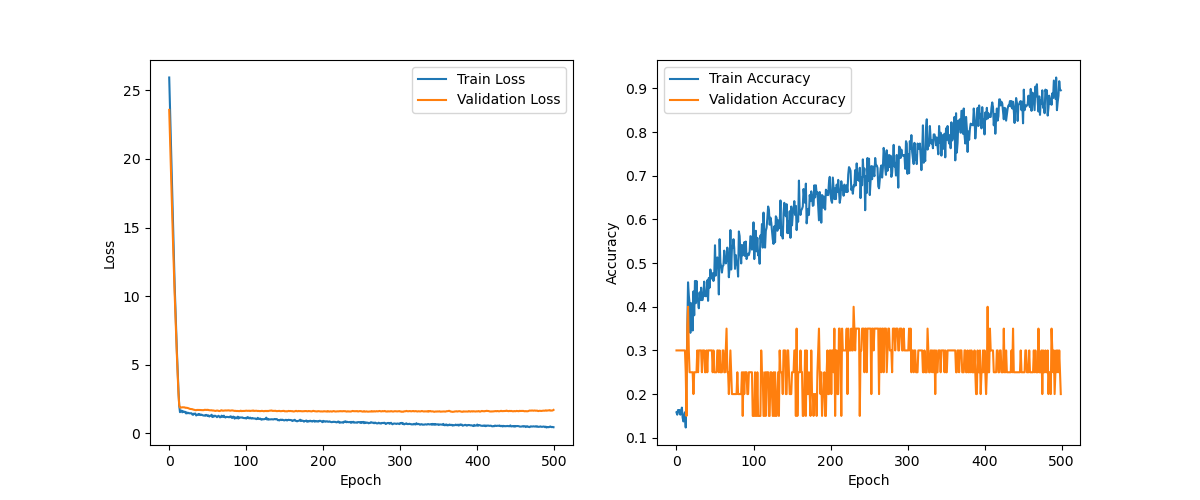 Train Loss
Validation Loss
25
20
15
10
5
0
Loss
0 100 200 300 400 500
Epoch
Train Accuracy
Validation Accuracy
0.9
0.8
0.7
0.6
0.5
0.4
0.3
0.2
0.1
Accuracy
0 100 200 300 400 500
Epoch